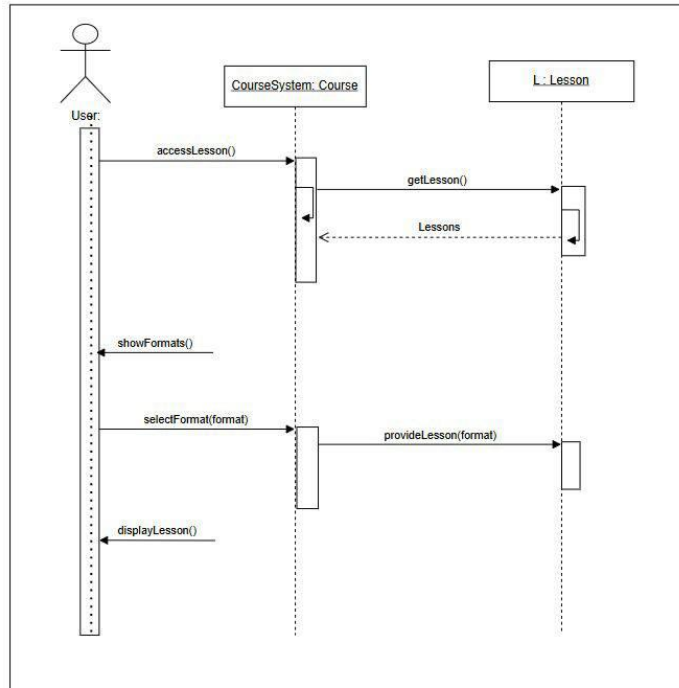 CourseSystem: Course
L : Lesson
User:
accessLesson()
getLesson()
Lessons
showFormats()
selectFormat(format)
provideLesson(format)
displayLesson()